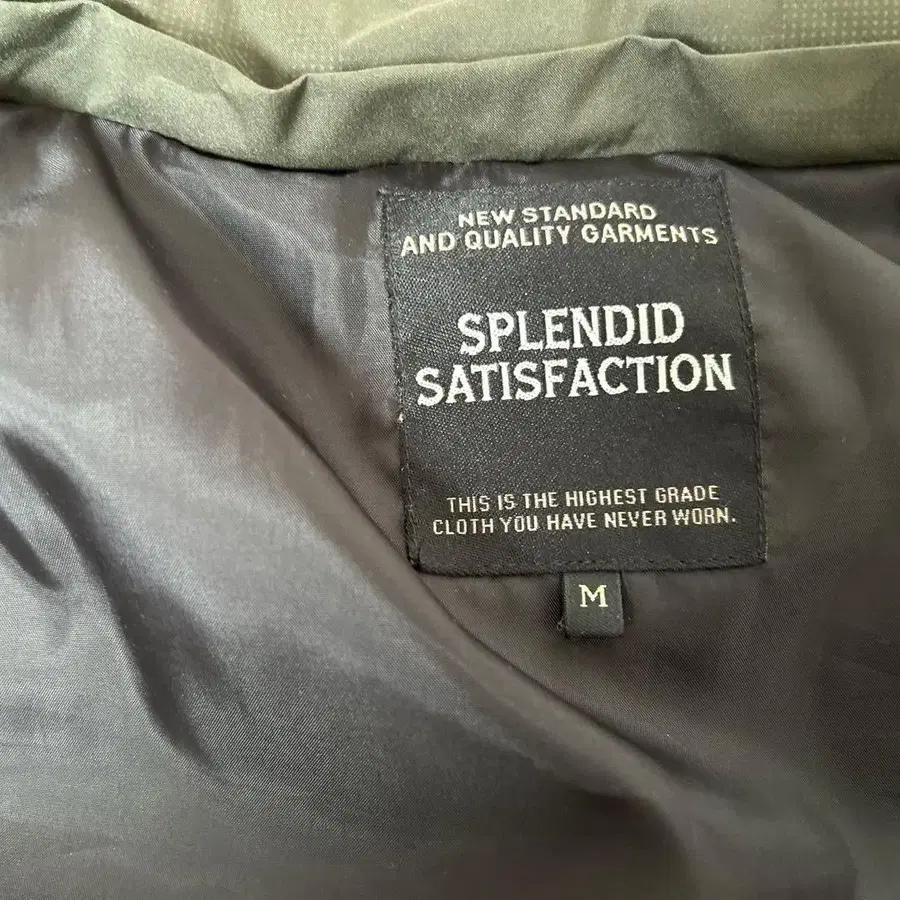 NEW STANDARD
AND QUALITY GARMENTS
SPLENDID
SATISFACTION
THIS IS THE HIGHEST GRADE
CLOTH YOU HAVE NEVER WORN.
M